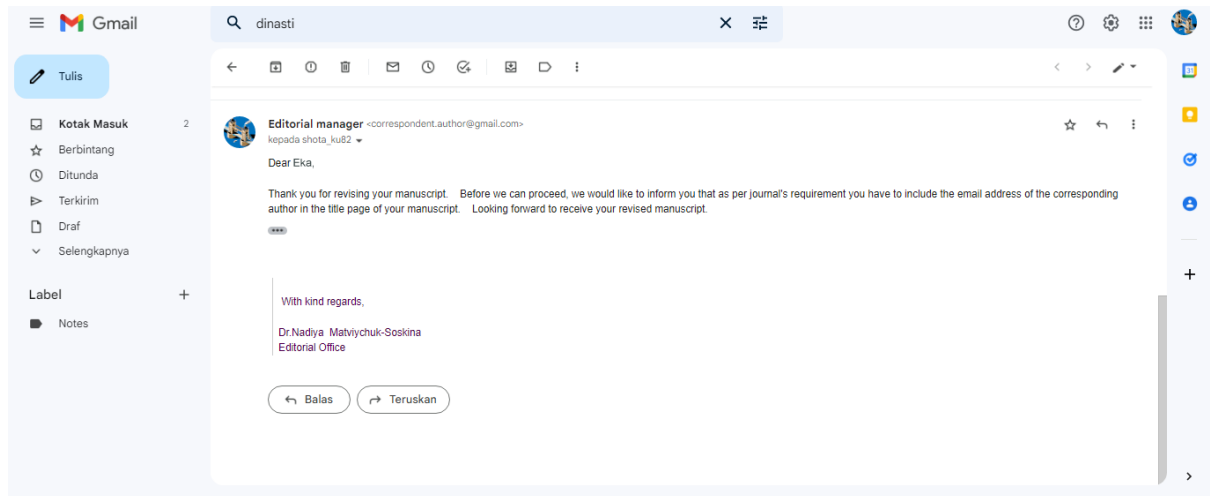 Gmail
dinasti
Tulis
Kotak Masuk 2
Berbintang
Ditunda
Terkirim
Draf
Selengkapnya
Label
Notes
Editorial manager <correspondent.author@gmail.com>
kepada shota_ku82
Dear Eka,
Thank you for revising your manuscript. Before we can proceed, we would like to inform you that as per journal's requirement you have to include the email address of the corresponding
author in the title page of your manuscript. Looking forward to receive your revised manuscript.
With kind regards,
Dr.Nadiya Matviychuk-Soskina
Editorial Office
Balas
Teruskan
31